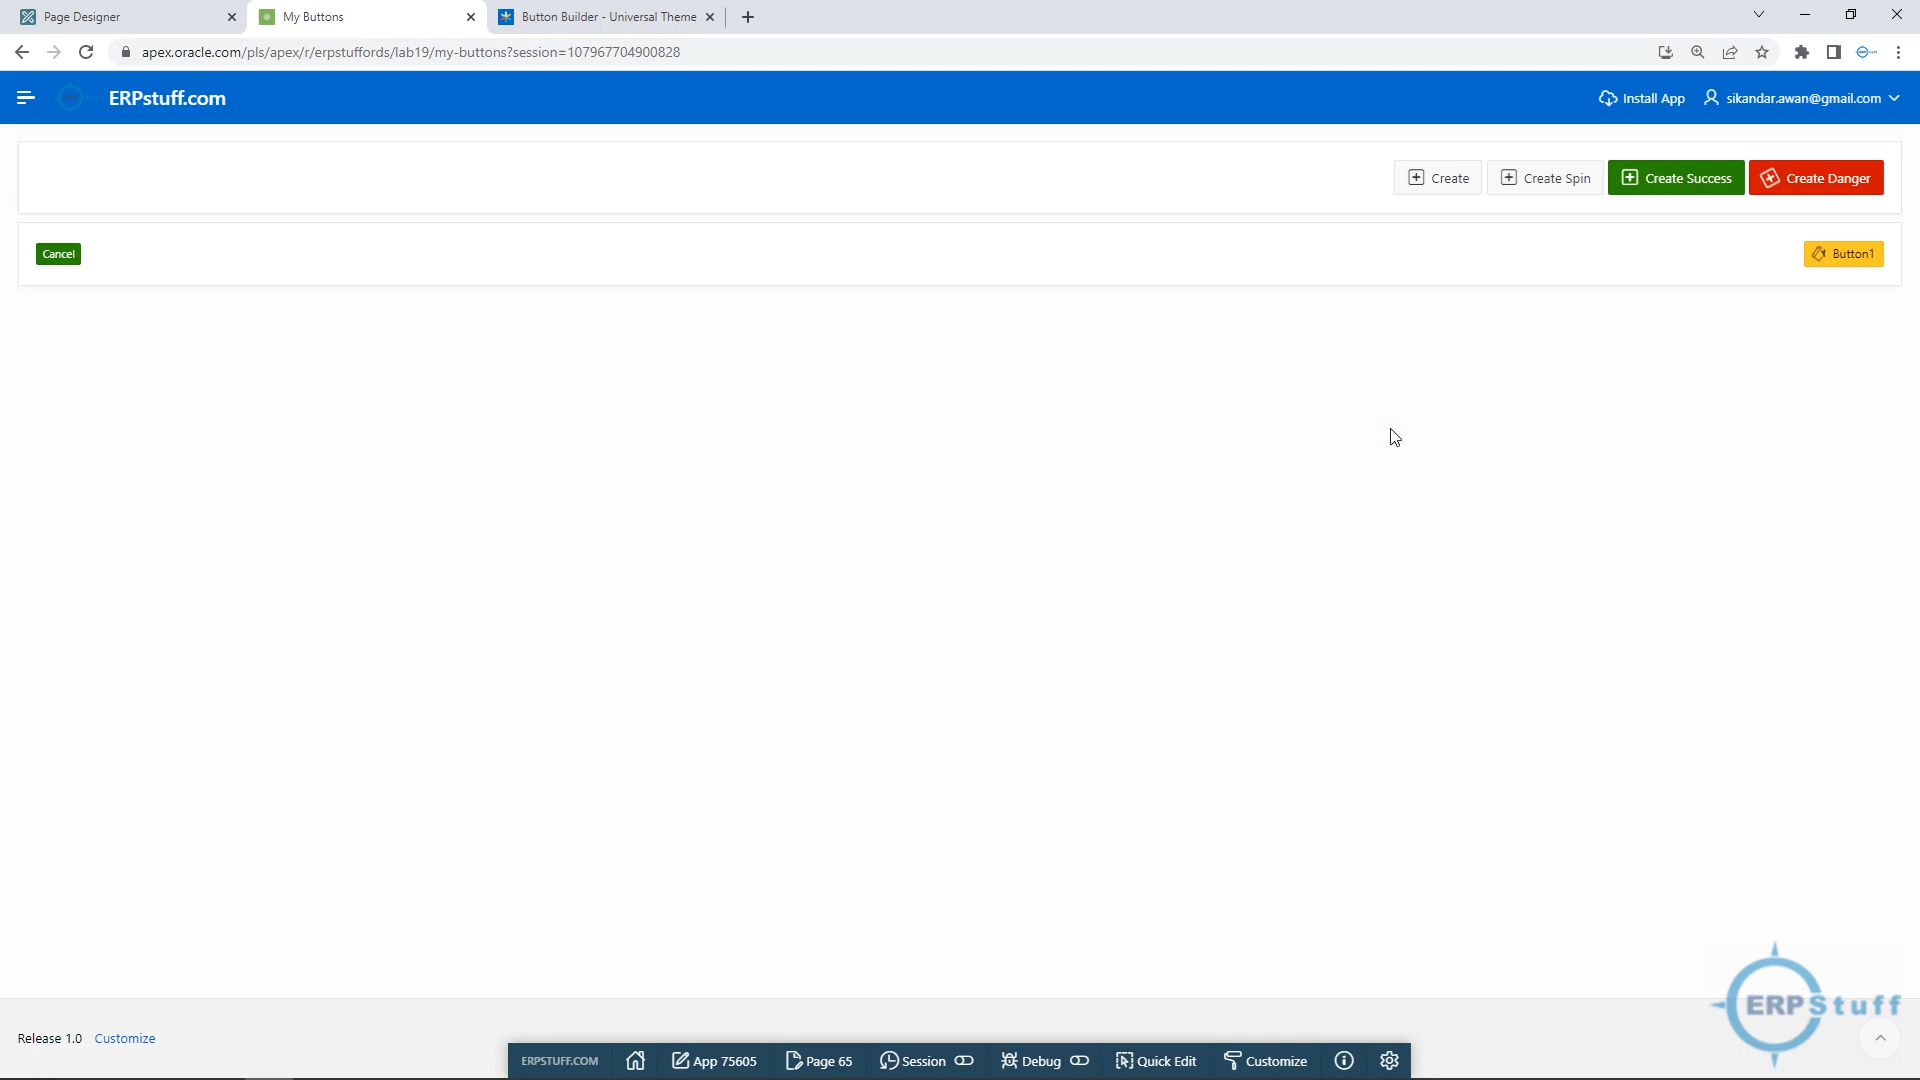 Page Designer
My Buttons
Button Builder - Universal Theme
apex.oracle.com/pls/apex/r/erpstuffords/lab19/my-buttons?session=107967704900828
ERPstuff.com
Install App
sikandar.awan@gmail.com
Create
Create Spin
Create Success
Create Danger
Cancel
Button1
ERPStuff
Release 1.0 Customize
ERPSTUFF.COM
App 75605
Page 65
Session
Debug
Quick Edit
Customize